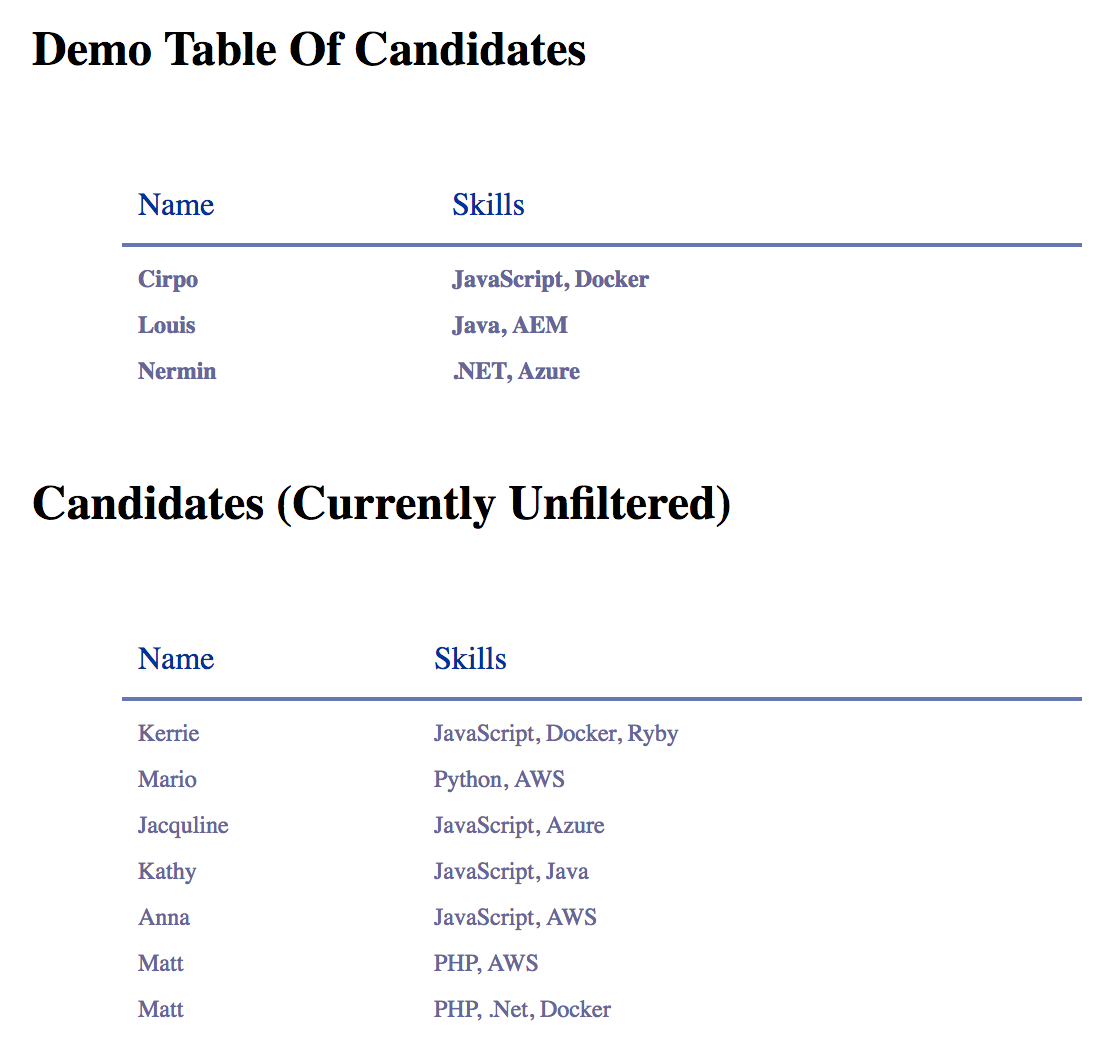 Demo Table Of Candidates
Name Skills
Cirpo JavaScript, Docker
Louis Java, AEM
Nermin .NET, Azure
Candidates (Currently Unfiltered)
Name Skills
Kerrie JavaScript, Docker, Ryby
Mario Python, AWS
Jacquline JavaScript, Azure
Kathy JavaScript, Java
Anna JavaScript, AWS
Matt PHP, AWS
Matt PHP, .Net, Docker